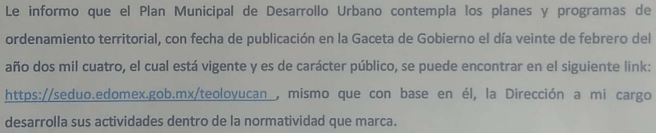 Le informo que el Plan Municipal de Desarrollo Urbano contempla los planes y programas de
ordenamiento territorial, con fecha de publicación en la Gaceta de Gobierno el día veinte de febrero del
año dos mil cuatro, el cual está vigente y es de carácter público, se puede encontrar en el siguiente link:
https://seduo.edomex.gob.mx/teoloyucan , mismo que con base en él, la Dirección a mi cargo
desarrolla sus actividades dentro de la normatividad que marca.